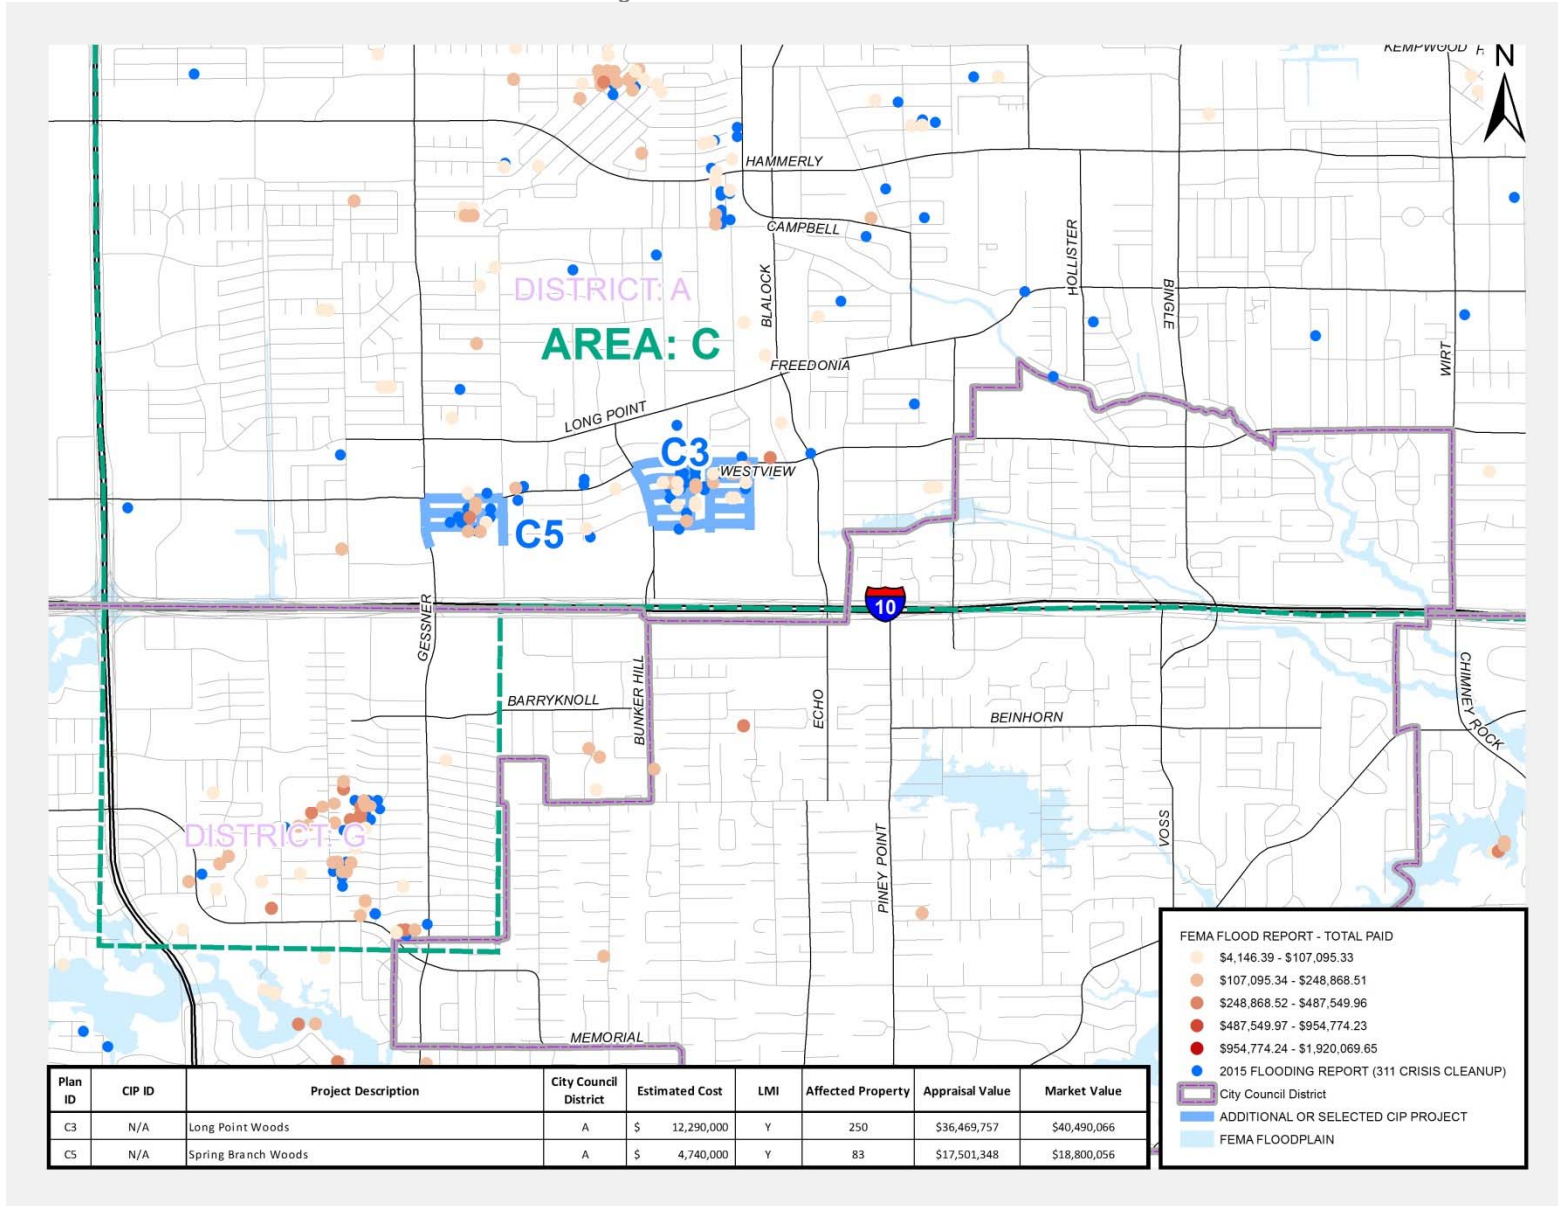 KEMPWOOD
N
HAMMERLY
CAMPBELL
HOLLISTER
BLALOCK
BINGLE
DISTRICT: A
AREA: C
WIRT
FREEDONIA
LONG POINT
C3
WESTVIEW
C5
10
GESSNER
BUNKER HILL
BARRYKNOLL
ECHO
BEINHORN
CHIMNEY ROCK
DISTRICT: G
VOSS
PINEY POINT
MEMORIAL
FEMA FLOOD REPORT - TOTAL PAID
$4,146.39 - $107,095.33
$107,095.34 - $248,868.51
$248,868.52 - $487,549.96
$487,549.97 - $954,774.23
$954,774.24 - $1,920,069.65
2015 FLOODING REPORT (311 CRISIS CLEANUP)
City Council District
ADDITIONAL OR SELECTED CIP PROJECT
FEMA FLOODPLAIN
Plan ID CIP ID Project Description City Council District Estimated Cost LMI Affected Property Appraisal Value Market Value
C3 N/A Long Point Woods A $ 12,290,000 Y 250 $36,469,757 $40,490,066
C5 N/A Spring Branch Woods A $ 4,740,000 Y 83 $17,501,348 $18,800,056